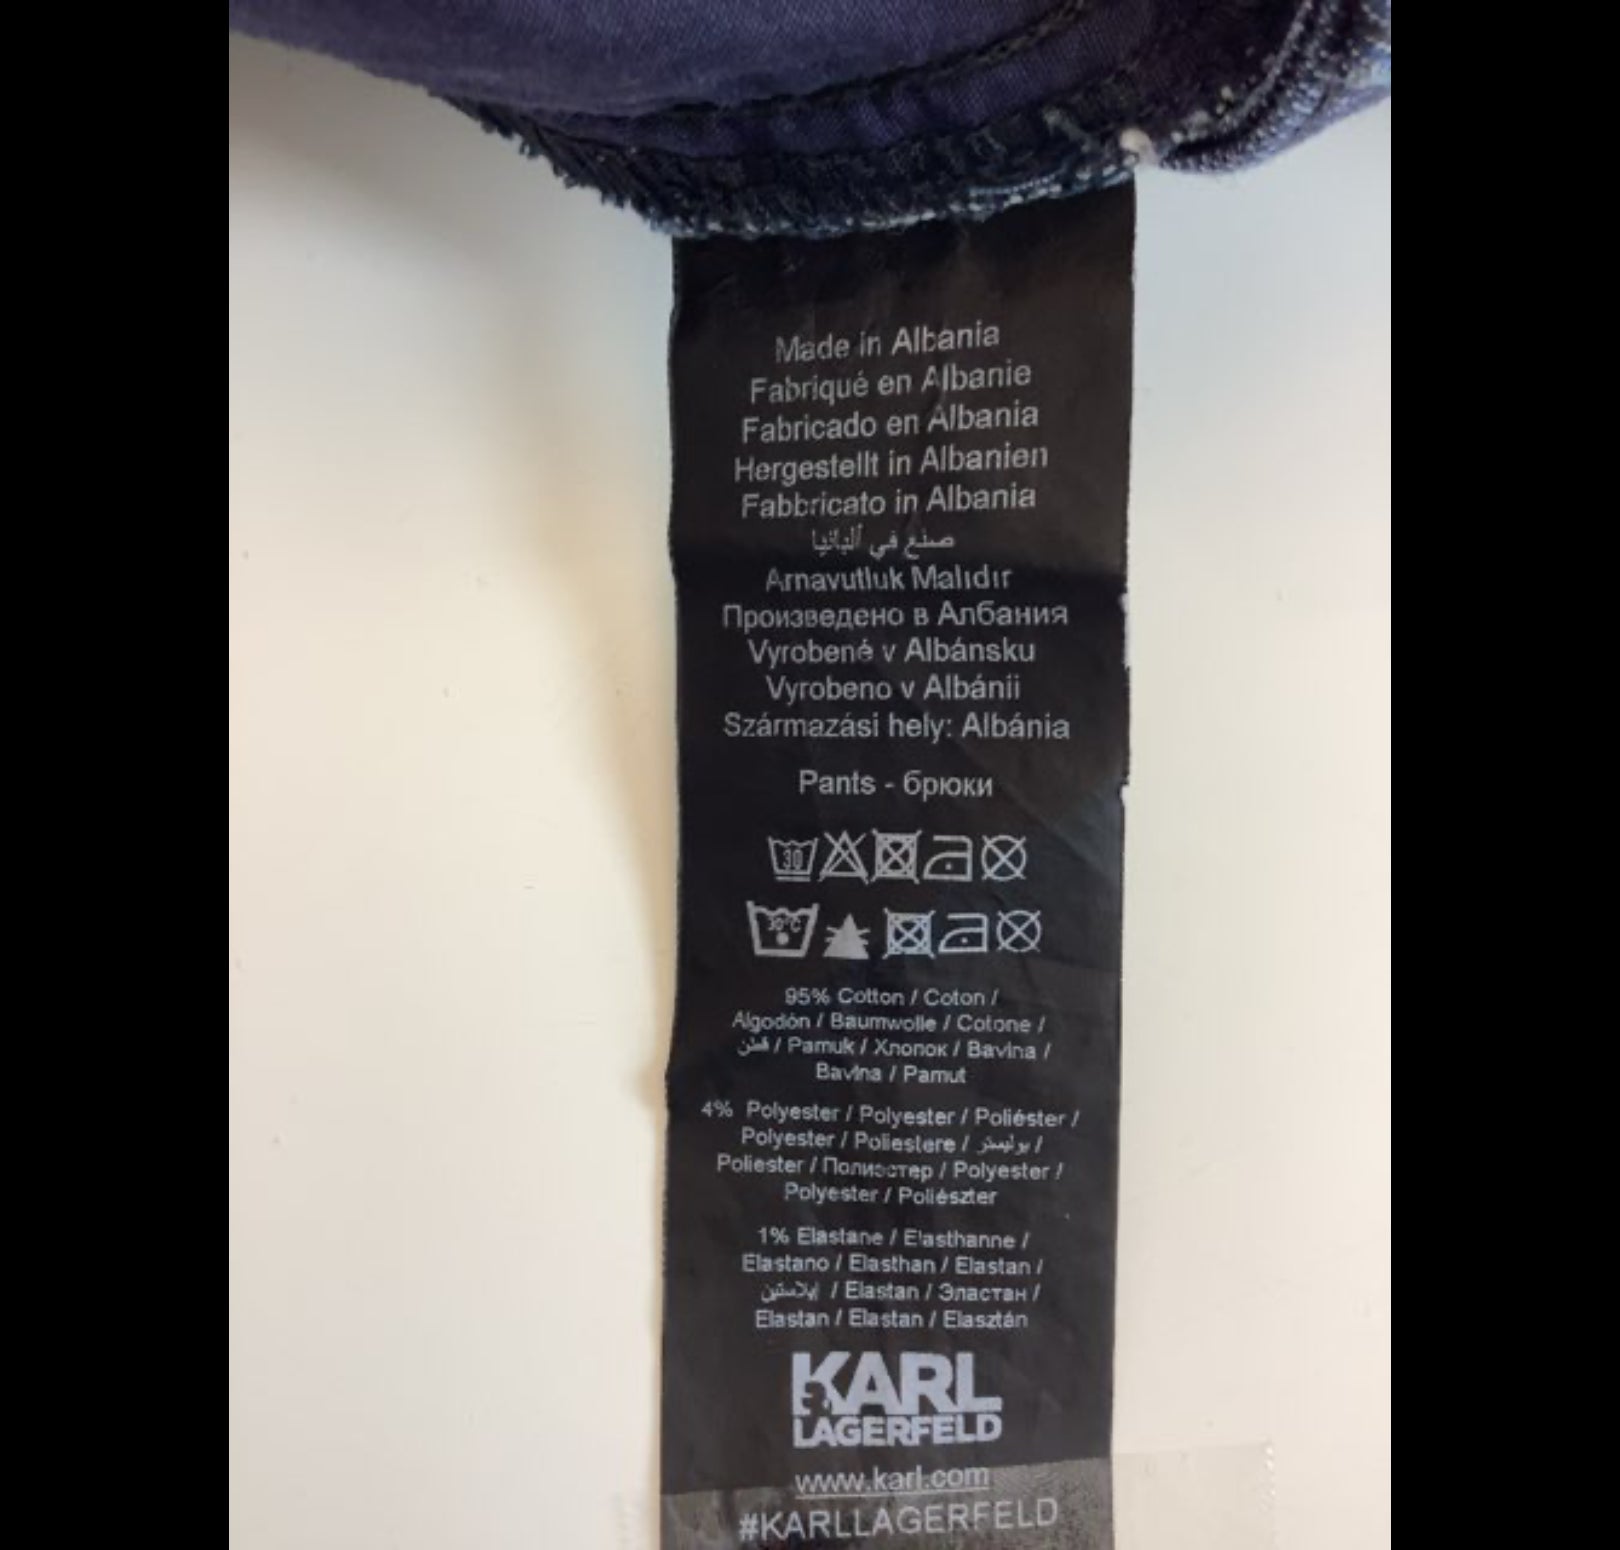 Made in Albania
Fabriqué en Albanie
Fabricado en Albania
Hergestellt in Albanien
Fabbricato in Albania
صنع في ألبانيا
Arnavutluk Malıdır
Произведено в Албания
Vyrobené v Albánsku
Vyrobeno v Albánii
Származási hely: Albánia
Pants - брюки
30
30°C
95% Cotton / Coton /
Algodón / Baumwolle / Cotone /
قطن / Pamuk / Хлопок / Bavlna /
Bavlna / Pamut
4% Polyester / Polyester / Poliéster /
Polyester / Poliestere / بوليستر /
Poliester / Полиэстер / Polyester /
Polyester / Poliészter
1% Elastane / Elasthanne /
Elastano / Elasthan / Elastan /
إيلاستين / Elastan / Эластан /
Elastan / Elastan / Elasztán
KARL
LAGERFELD
www.karl.com
#KARLLAGERFELD